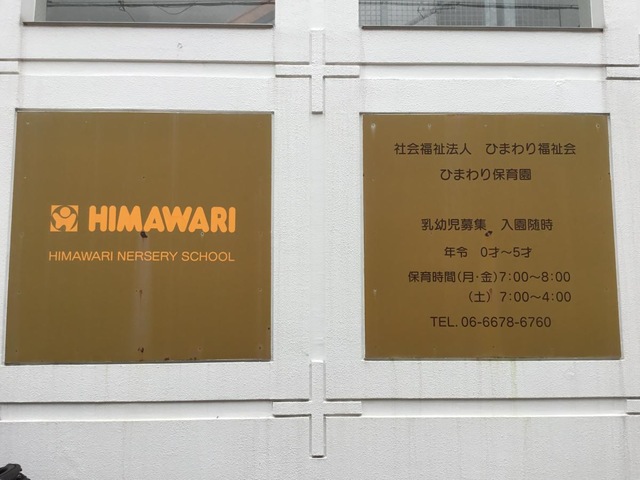 HIMAWARI
HIMAWARI NERSERY SCHOOL
社会福祉法人 ひまわり福祉会
ひまわり保育園
乳幼児募集 入園随時
年令 0才〜5才
保育時間(月・金)7:00〜8:00
(土) 7:00〜4:00
TEL. 06-6678-6760